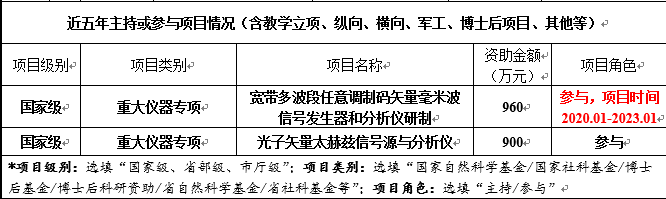 近五年主持或参与项目情况（含教学立项、纵向、横向、军工、博士后项目、其他等）
项目级别 项目类别 项目名称 资助金额（万元） 项目角色
国家级 重大仪器专项 宽带多波段任意调制码矢量毫米波信号发生器和分析仪研制 960 参与，项目时间2020.01-2023.01
国家级 重大仪器专项 光子矢量太赫兹信号源与分析仪 900 参与
*项目级别：选填“国家级、省部级、市厅级”；项目类别：选填“国家自然科学基金/国家社科基金/博士
后基金/博士后科研资助/省自然科学基金/省社科基金等”；项目角色：选填“主持/参与”